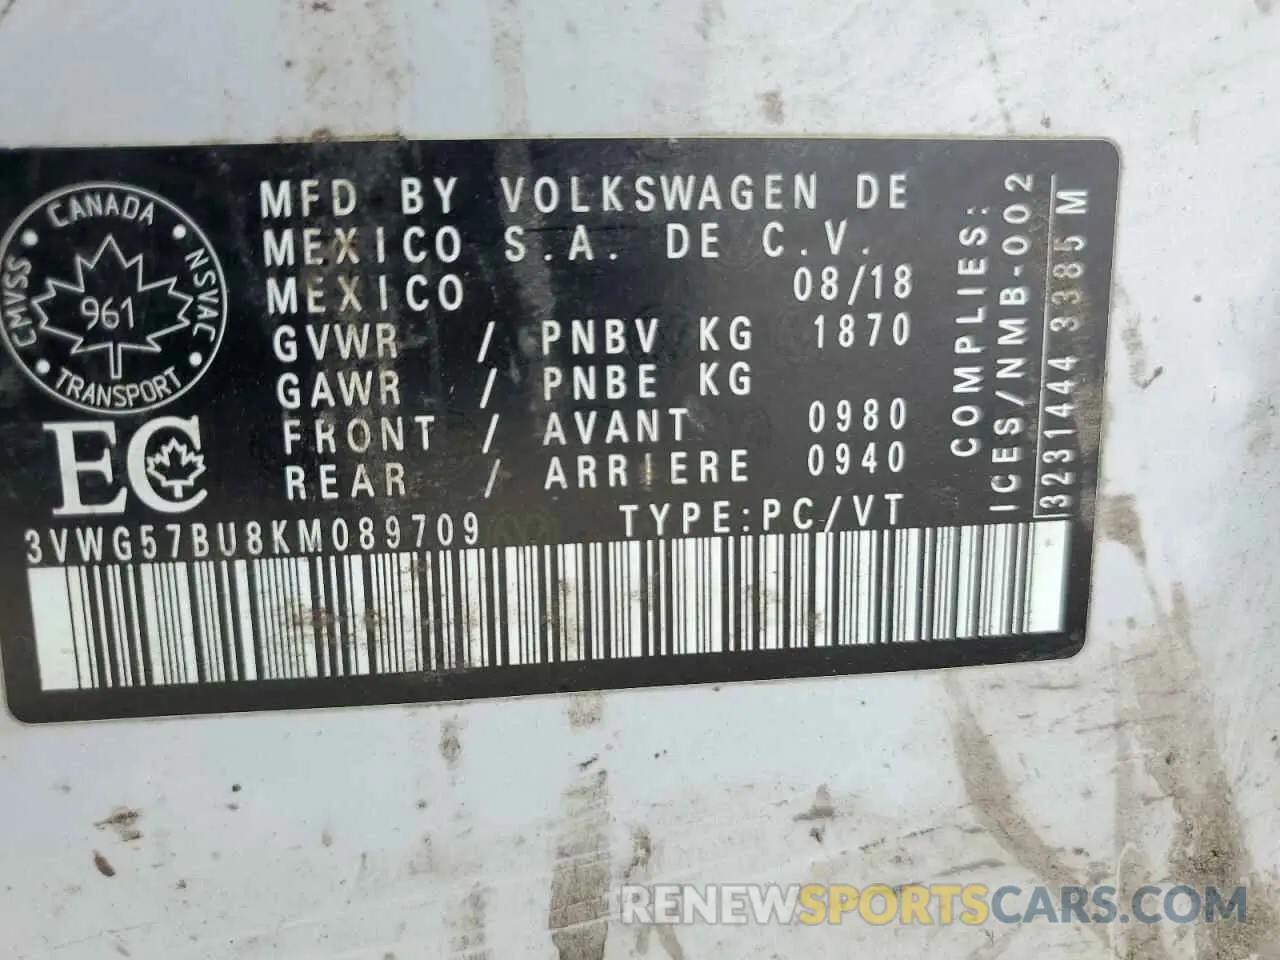 CANADA
CMVSS
NSVAC
961
TRANSPORT
EC
MFD BY VOLKSWAGEN DE
MEXICO S.A. DE C.V.
MEXICO 08/18
GVWR / PNBV KG 1870
GAWR / PNBE KG
FRONT / AVANT 0980
REAR / ARRIERE 0940
3VWG57BU8KM089709 TYPE:PC/VT
COMPLIES:
ICES/NMB-002
3231444 3385 M
RENEWSPORTSCARS.COM